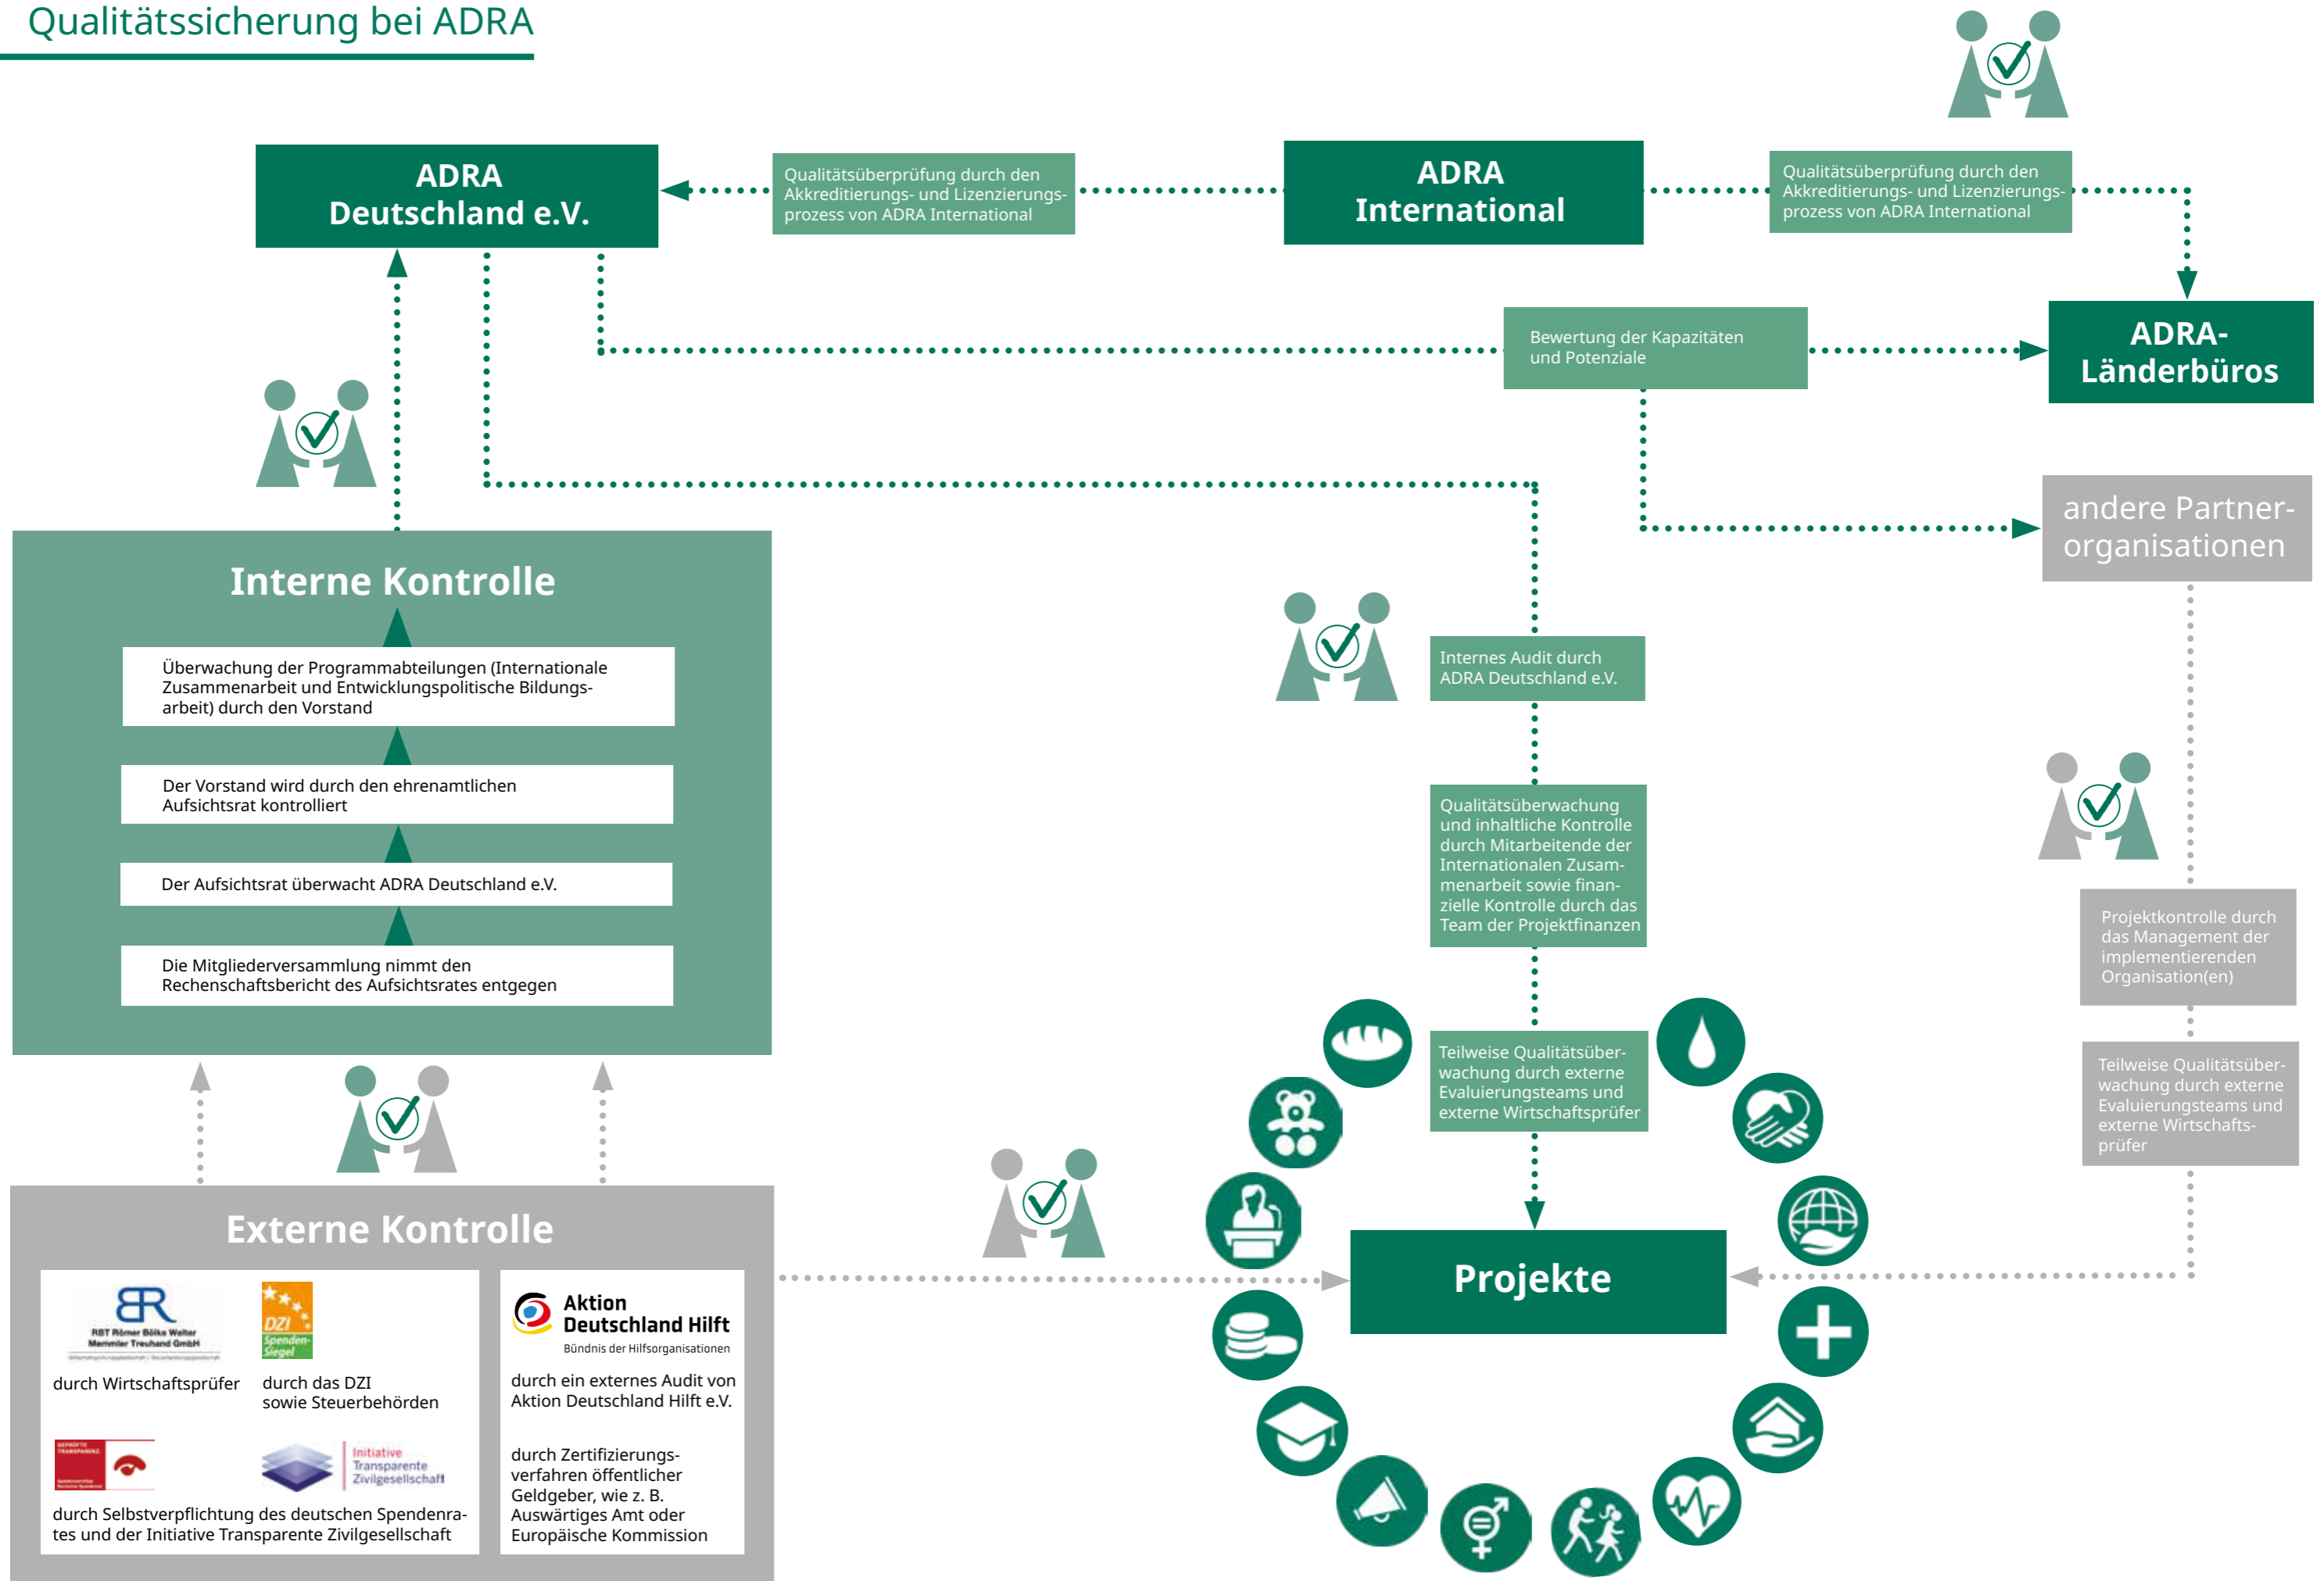 Qualitätssicherung bei ADRA
ADRA
Deutschland e.V.
Qualitätsüberprüfung durch den
Akkreditierungs- und Lizenzierungs-
prozess von ADRA International
ADRA
International
Qualitätsüberprüfung durch den
Akkreditierungs- und Lizenzierungs-
prozess von ADRA International
Bewertung der Kapazitäten
und Potenziale
ADRA-
Länderbüros
andere Partner-
organisationen
Interne Kontrolle
Überwachung der Programmabteilungen (Internationale
Zusammenarbeit und Entwicklungspolitische Bildungs-
arbeit) durch den Vorstand
Der Vorstand wird durch den ehrenamtlichen
Aufsichtsrat kontrolliert
Der Aufsichtsrat überwacht ADRA Deutschland e.V.
Die Mitgliederversammlung nimmt den
Rechenschaftsbericht des Aufsichtsrates entgegen
Internes Audit durch
ADRA Deutschland e.V.
Qualitätsüberwachung
und inhaltliche Kontrolle
durch Mitarbeitende der
Internationalen Zusam-
menarbeit sowie finan-
zielle Kontrolle durch das
Team der Projektfinanzen
Teilweise Qualitätsüber-
wachung durch externe
Evaluierungsteams und
externe Wirtschaftsprüfer
Projektkontrolle durch
das Management der
implementierenden
Organisation(en)
Teilweise Qualitätsüber-
wachung durch externe
Evaluierungsteams und
externe Wirtschafts-
prüfer
Projekte
Externe Kontrolle
RBT Römer Bölke Welter
Memmler Treuhand GmbH
durch Wirtschaftsprüfer
DZI
Spenden-
Siegel
durch das DZI
sowie Steuerbehörden
GEPRÜFTE
TRANSPARENZ
Initiative
Transparente
Zivilgesellschaft
durch Selbstverpflichtung des deutschen Spendenra-
tes und der Initiative Transparente Zivilgesellschaft
Aktion
Deutschland Hilft
Bündnis der Hilfsorganisationen
durch ein externes Audit von
Aktion Deutschland Hilft e.V.
durch Zertifizierungs-
verfahren öffentlicher
Geldgeber, wie z. B.
Auswärtiges Amt oder
Europäische Kommission